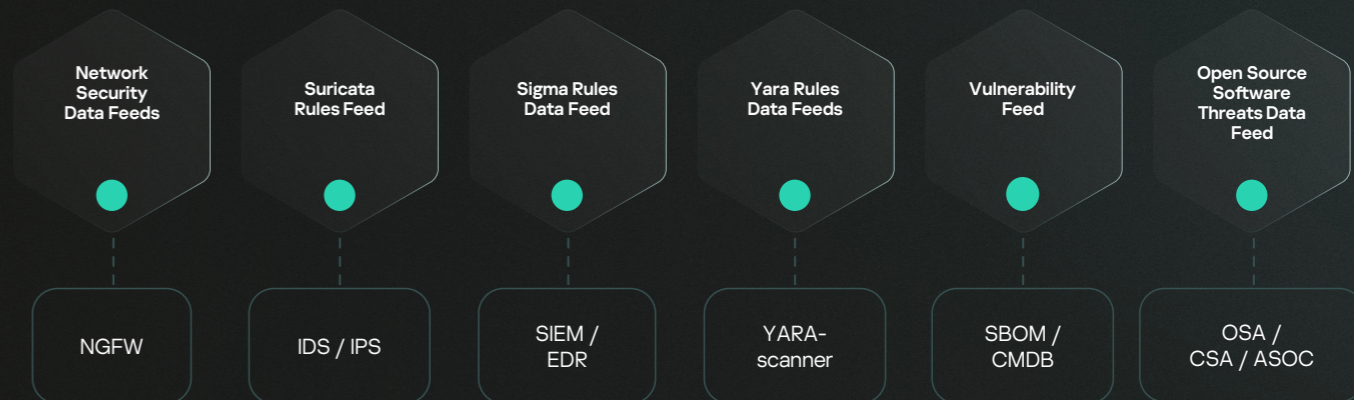 Network
Security
Data Feeds
Suricata
Rules Feed
Sigma Rules
Data Feed
Yara Rules
Data Feeds
Vulnerability
Feed
Open Source
Software
Threats Data
Feed
NGFW
IDS / IPS
SIEM /
EDR
YARA-
scanner
SBOM /
CMDB
OSA /
CSA / ASOC